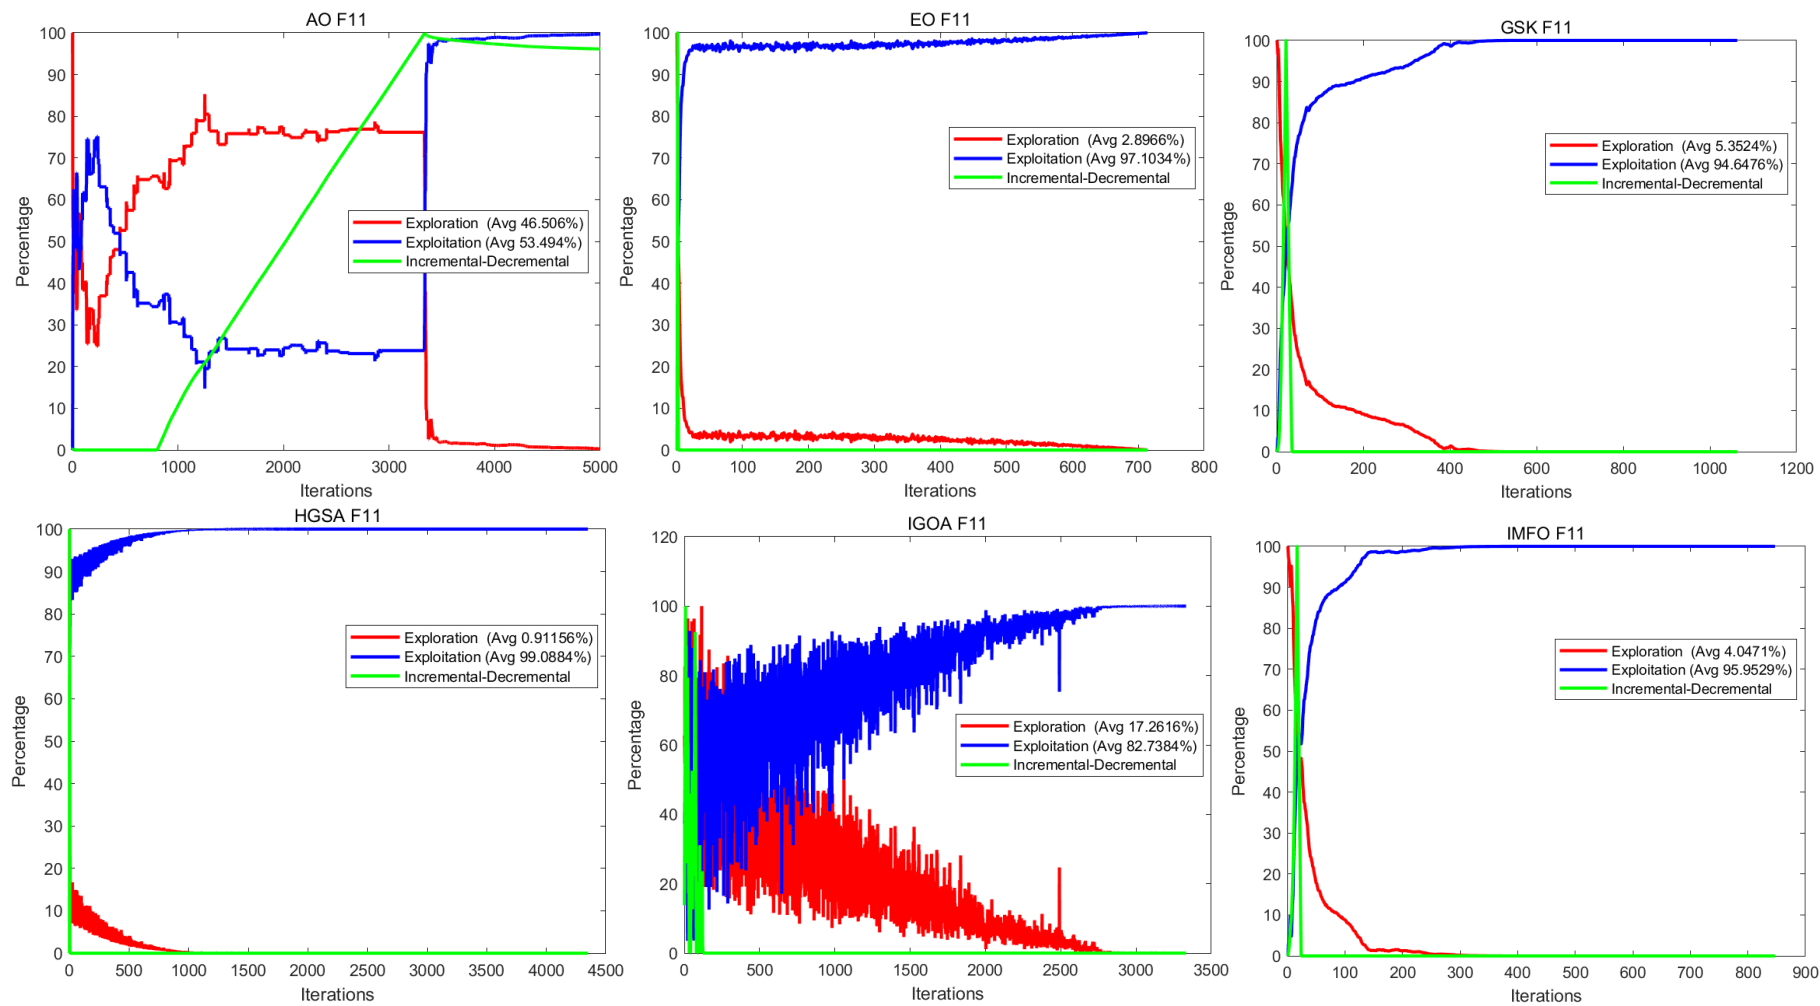 AO F11
100
90
80
70
60
50
40
30
20
10
0
Percentage
Exploration (Avg 46.506%)
Exploitation (Avg 53.494%)
Incremental-Decremental
0 1000 2000 3000 4000 5000
Iterations
EO F11
100
90
80
70
60
50
40
30
20
10
0
Percentage
Exploration (Avg 2.8966%)
Exploitation (Avg 97.1034%)
Incremental-Decremental
0 100 200 300 400 500 600 700 800
Iterations
GSK F11
100
90
80
70
60
50
40
30
20
10
0
Percentage
Exploration (Avg 5.3524%)
Exploitation (Avg 94.6476%)
Incremental-Decremental
0 200 400 600 800 1000 1200
Iterations
HGSA F11
100
90
80
70
60
50
40
30
20
10
0
Percentage
Exploration (Avg 0.91156%)
Exploitation (Avg 99.0884%)
Incremental-Decremental
0 500 1000 1500 2000 2500 3000 3500 4000 4500
Iterations
IGOA F11
120
100
80
60
40
20
0
Percentage
Exploration (Avg 17.2616%)
Exploitation (Avg 82.7384%)
Incremental-Decremental
0 500 1000 1500 2000 2500 3000 3500
Iterations
IMFO F11
100
90
80
70
60
50
40
30
20
10
0
Percentage
Exploration (Avg 4.0471%)
Exploitation (Avg 95.9529%)
Incremental-Decremental
0 100 200 300 400 500 600 700 800 900
Iterations